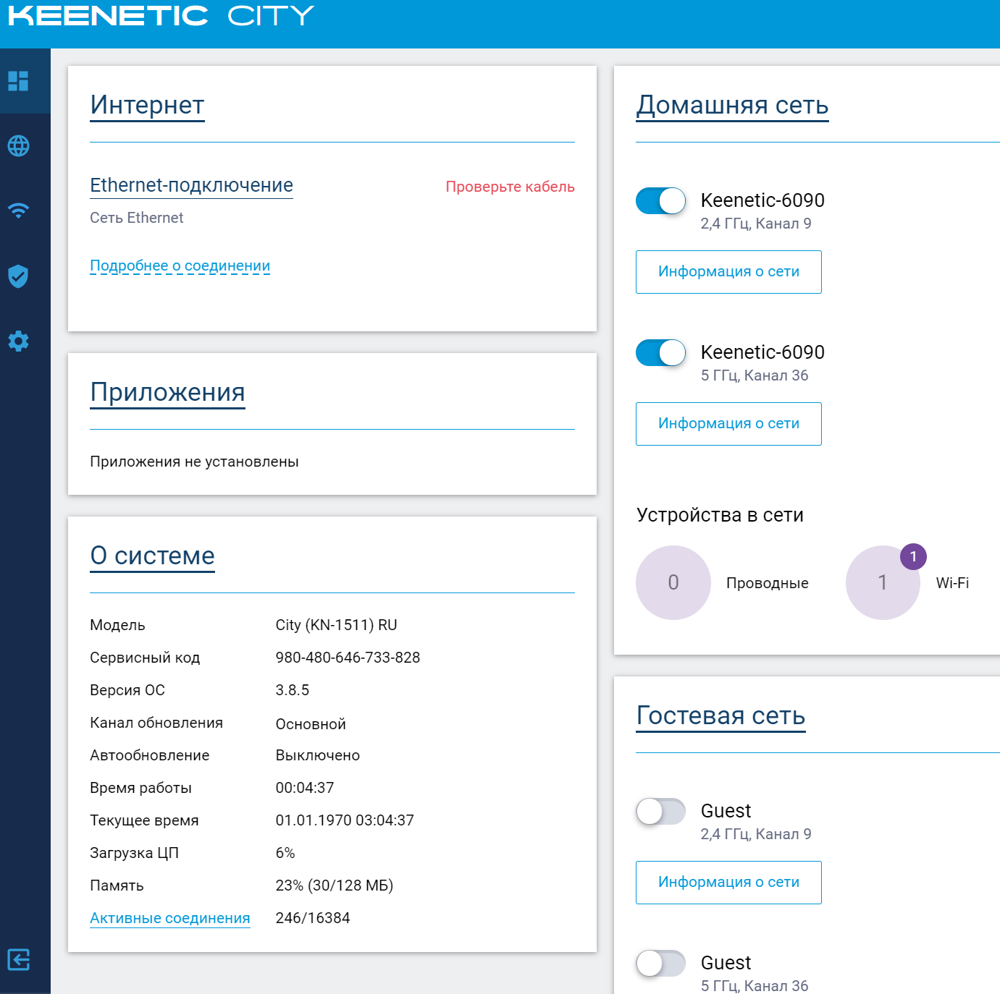 KEENETIC CITY
Интернет
Ethernet-подключение
Проверьте кабель
Сеть Ethernet
Подробнее о соединении
Приложения
Приложения не установлены
О системе
Модель City (KN-1511) RU
Сервисный код 980-480-646-733-828
Версия ОС 3.8.5
Канал обновления Основной
Автообновление Выключено
Время работы 00:04:37
Текущее время 01.01.1970 03:04:37
Загрузка ЦП 6%
Память 23% (30/128 МБ)
Активные соединения 246/16384
Домашняя сеть
Keenetic-6090
2,4 ГГц, Канал 9
Информация о сети
Keenetic-6090
5 ГГц, Канал 36
Информация о сети
Устройства в сети
0 Проводные
1 1 Wi-Fi
Гостевая сеть
Guest
2,4 ГГц, Канал 9
Информация о сети
Guest
5 ГГц, Канал 36